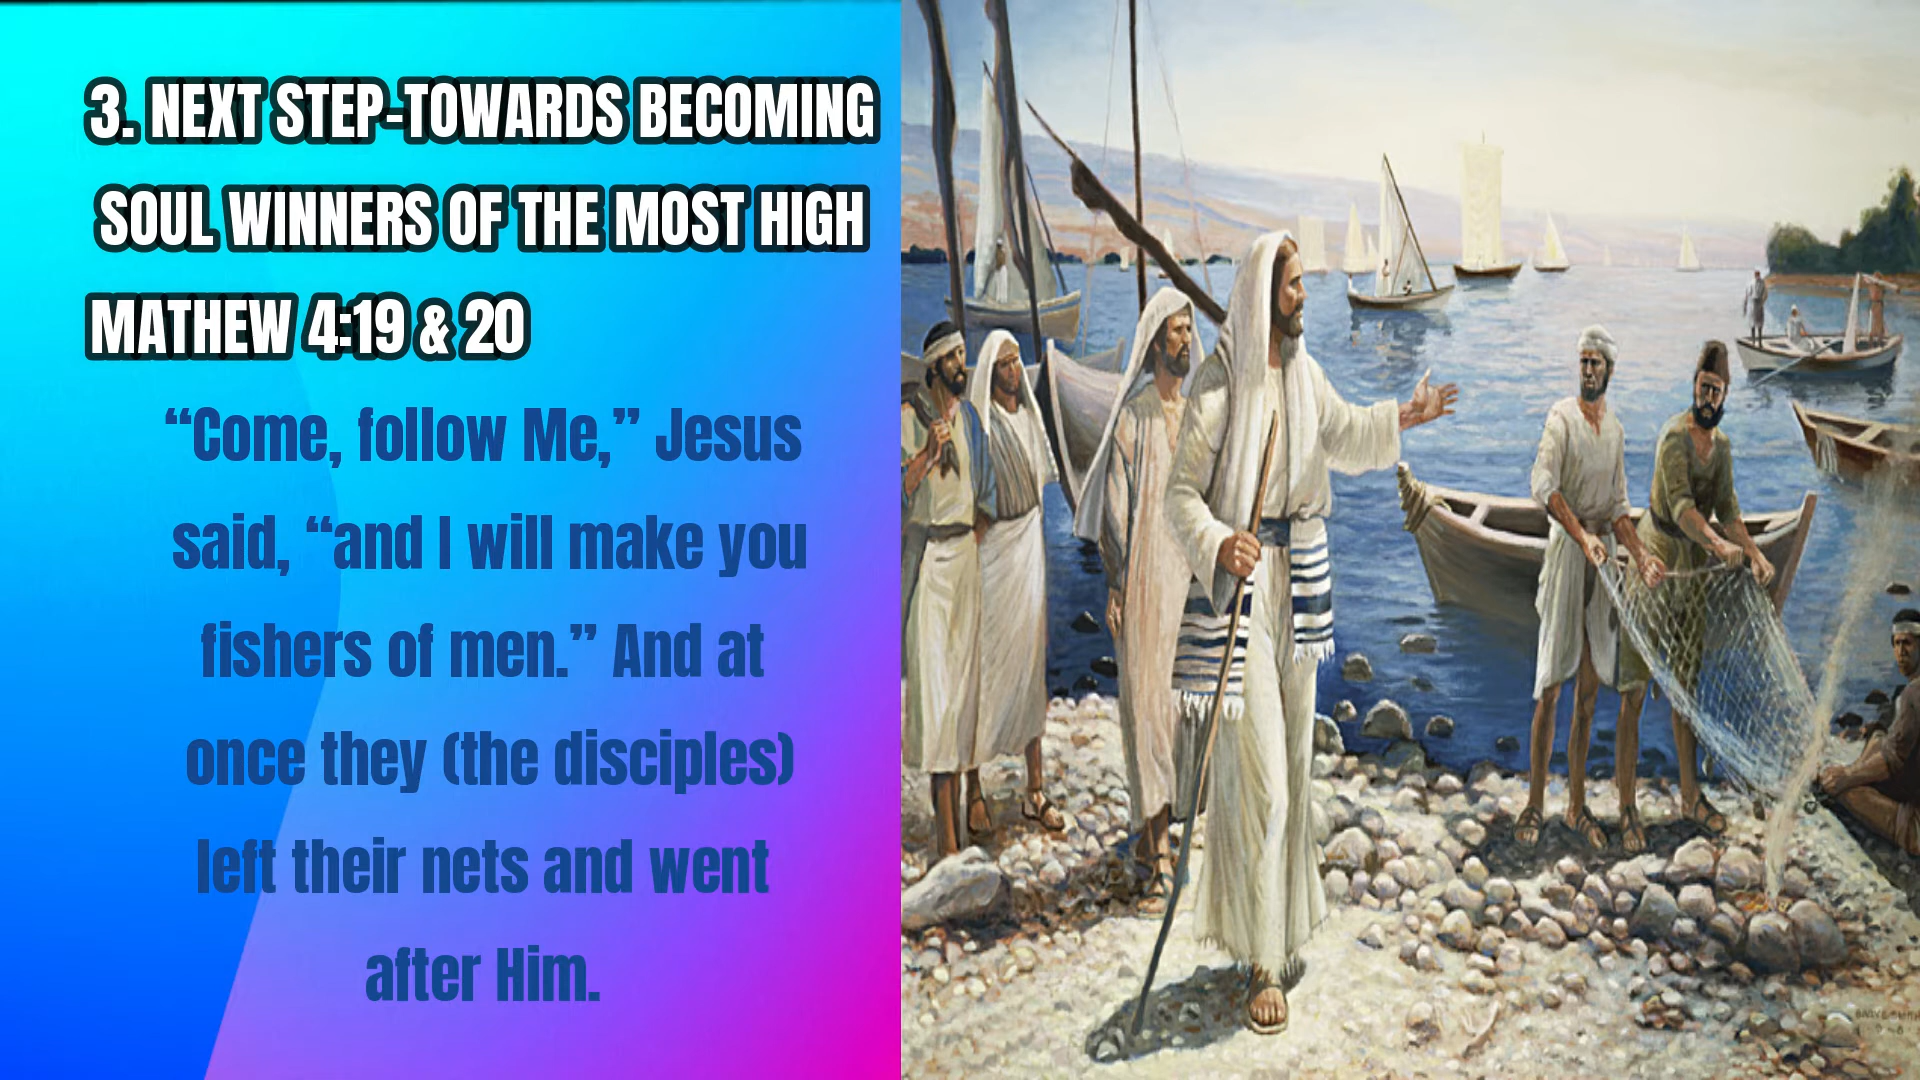 3. NEXT STEP-TOWARDS BECOMING
SOUL WINNERS OF THE MOST HIGH
MATHEW 4:19 & 20
“Come, follow Me,” Jesus
said, “and I will make you
fishers of men.” And at
once they (the disciples)
left their nets and went
after Him.